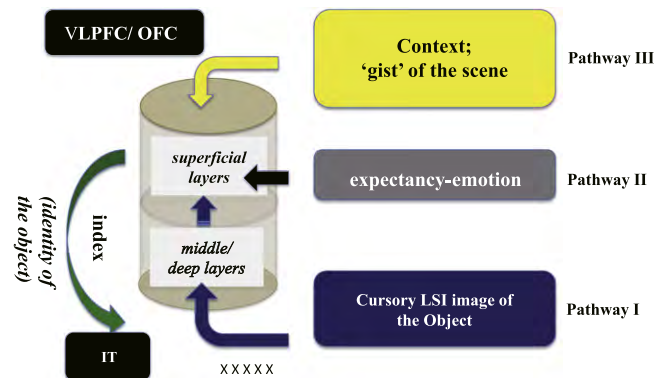 VLPFC/ OFC
Context;
‘gist’ of the scene
Pathway III
superficial
layers
expectancy-emotion
Pathway II
index
(identity of
the object)
middle/
deep layers
Cursory LSI image of
the Object
Pathway I
IT
X X X X X